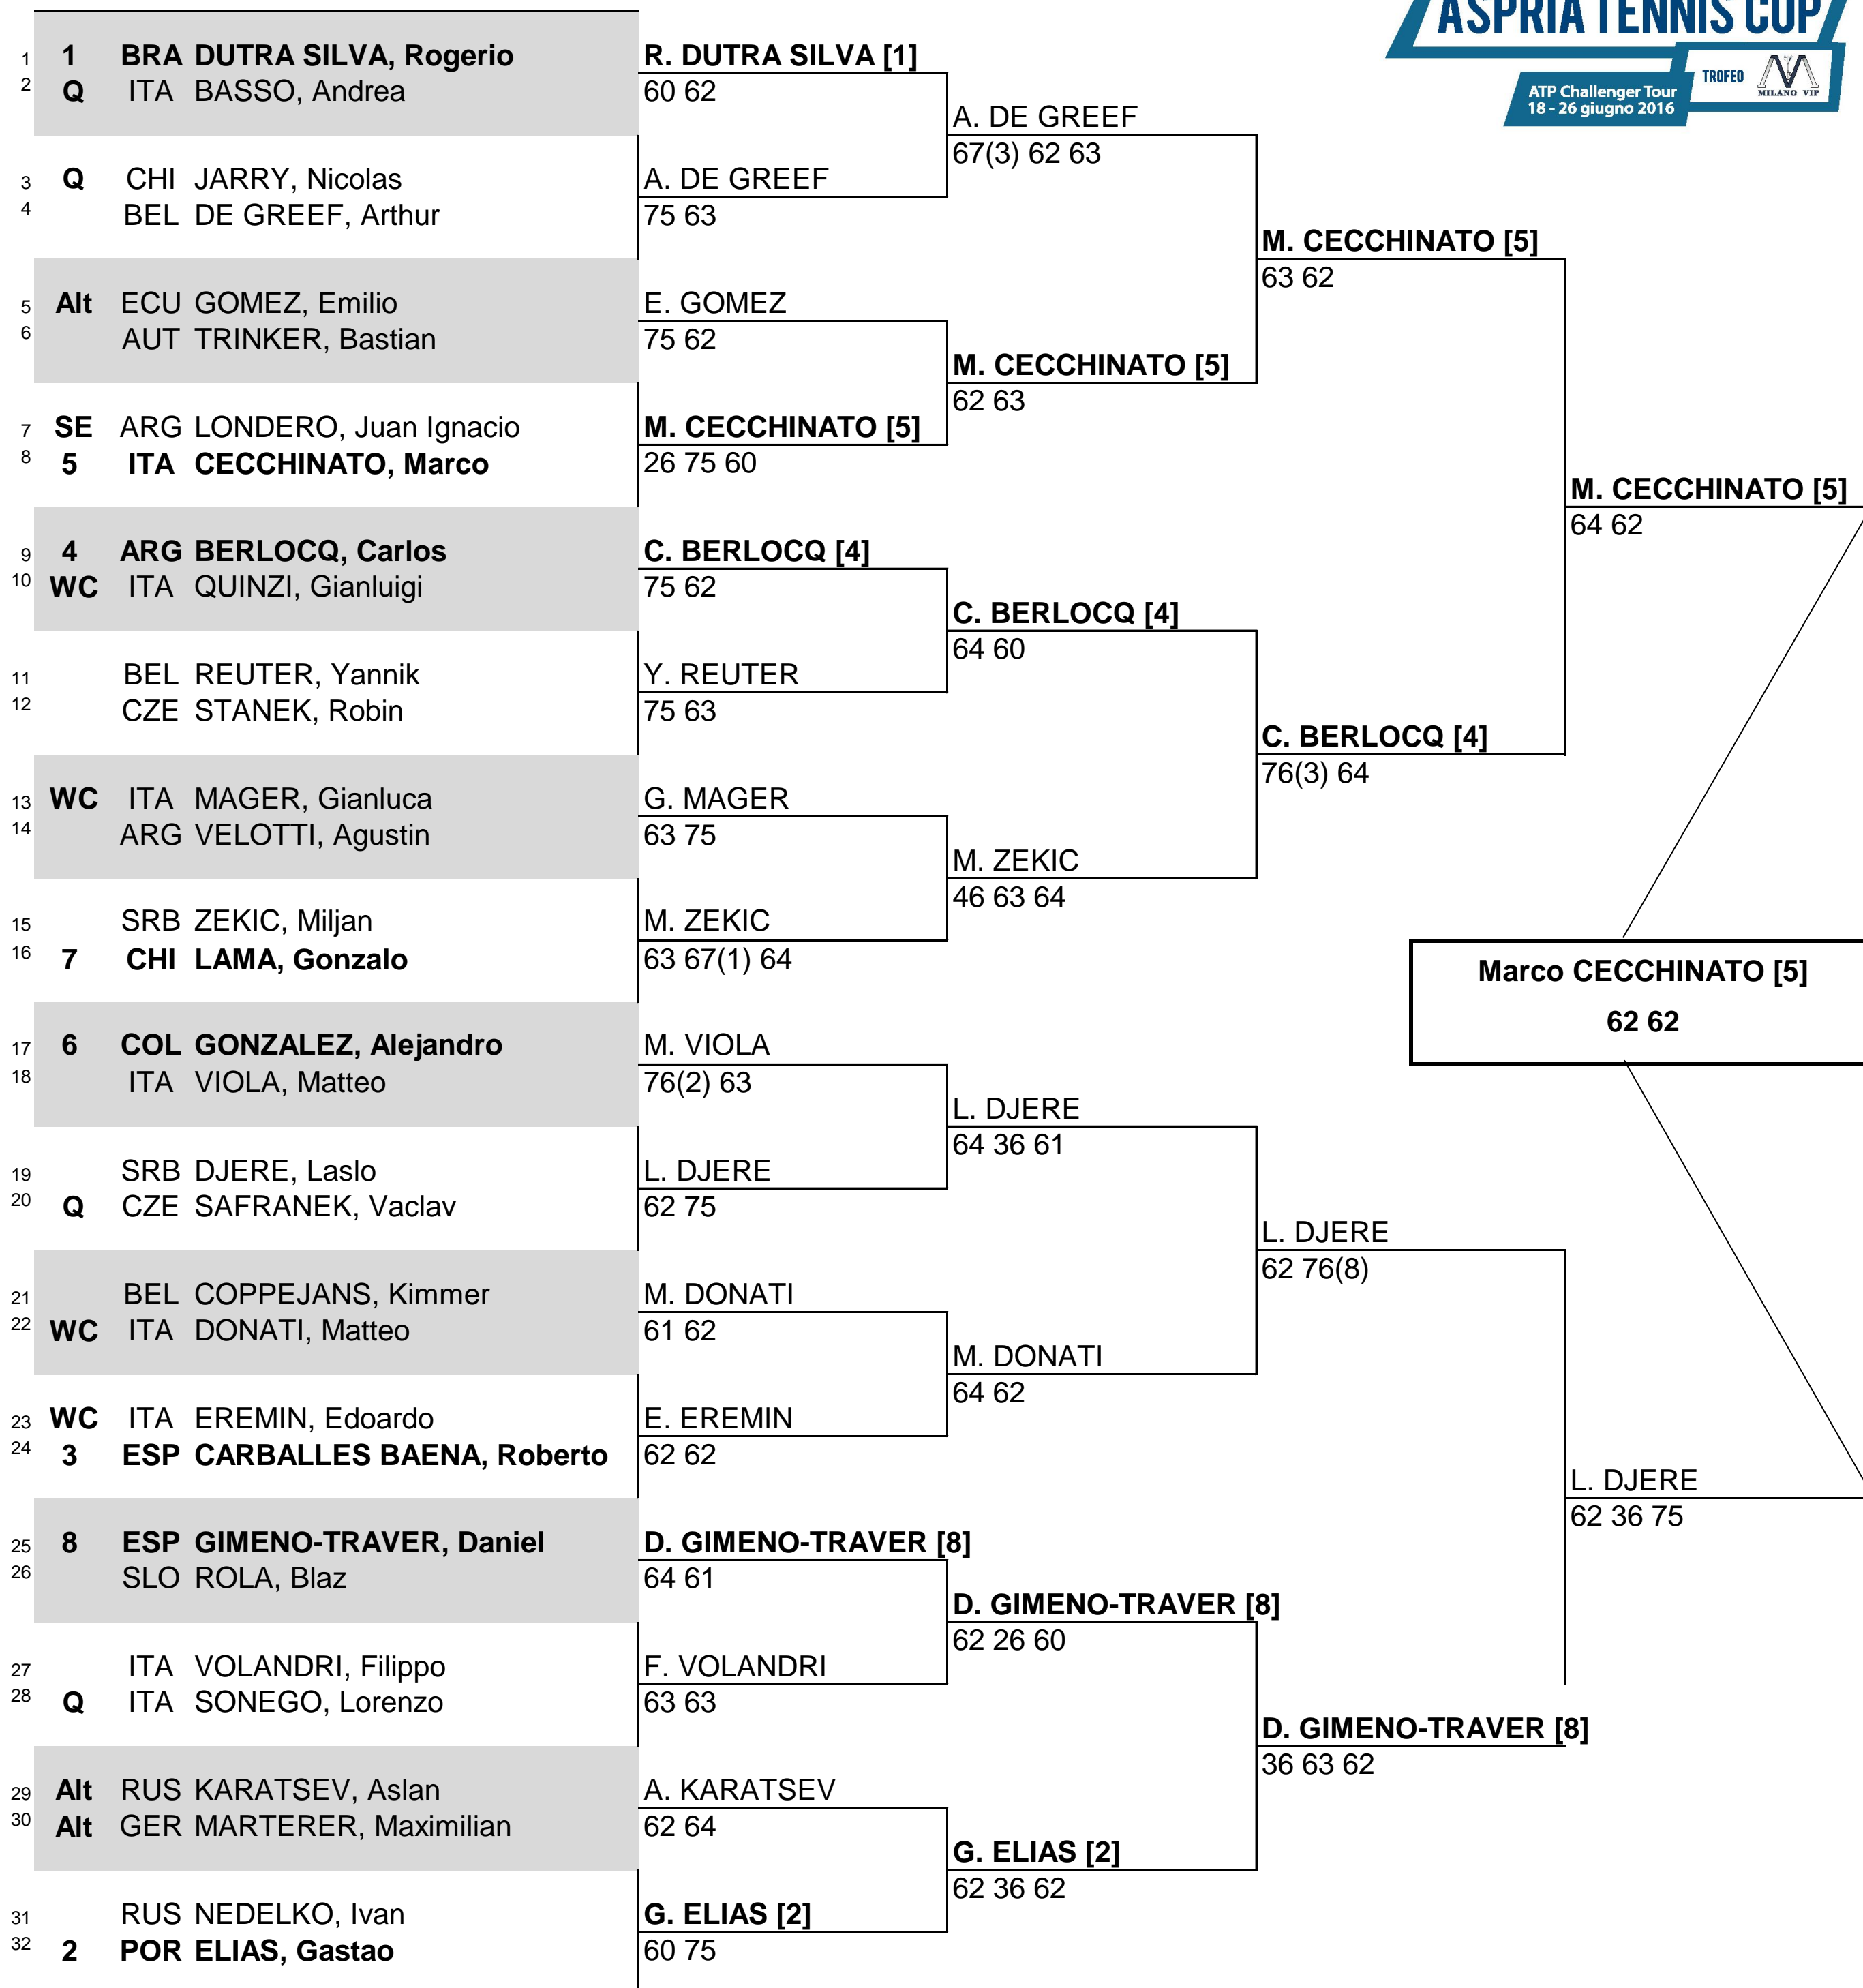 ASPRIA TENNIS CUP
TROFEO
MILANO VIP
ATP Challenger Tour
18 - 26 giugno 2016
1 1 BRA DUTRA SILVA, Rogerio
2 Q ITA BASSO, Andrea
3 Q CHI JARRY, Nicolas
4 BEL DE GREEF, Arthur
5 Alt ECU GOMEZ, Emilio
6 AUT TRINKER, Bastian
7 SE ARG LONDERO, Juan Ignacio
8 5 ITA CECCHINATO, Marco
9 4 ARG BERLOCQ, Carlos
10 WC ITA QUINZI, Gianluigi
11 BEL REUTER, Yannik
12 CZE STANEK, Robin
13 WC ITA MAGER, Gianluca
14 ARG VELOTTI, Agustin
15 SRB ZEKIC, Miljan
16 7 CHI LAMA, Gonzalo
17 6 COL GONZALEZ, Alejandro
18 ITA VIOLA, Matteo
19 SRB DJERE, Laslo
20 Q CZE SAFRANEK, Vaclav
21 BEL COPPEJANS, Kimmer
22 WC ITA DONATI, Matteo
23 WC ITA EREMIN, Edoardo
24 3 ESP CARBALLES BAENA, Roberto
25 8 ESP GIMENO-TRAVER, Daniel
26 SLO ROLA, Blaz
27 ITA VOLANDRI, Filippo
28 Q ITA SONEGO, Lorenzo
29 Alt RUS KARATSEV, Aslan
30 Alt GER MARTERER, Maximilian
31 RUS NEDELKO, Ivan
32 2 POR ELIAS, Gastao
R. DUTRA SILVA [1]
60 62
A. DE GREEF
75 63
E. GOMEZ
75 62
M. CECCHINATO [5]
26 75 60
C. BERLOCQ [4]
75 62
Y. REUTER
75 63
G. MAGER
63 75
M. ZEKIC
63 67(1) 64
M. VIOLA
76(2) 63
L. DJERE
62 75
M. DONATI
61 62
E. EREMIN
62 62
D. GIMENO-TRAVER [8]
64 61
F. VOLANDRI
63 63
A. KARATSEV
62 64
G. ELIAS [2]
60 75
A. DE GREEF
67(3) 62 63
M. CECCHINATO [5]
62 63
C. BERLOCQ [4]
64 60
M. ZEKIC
46 63 64
L. DJERE
64 36 61
M. DONATI
64 62
D. GIMENO-TRAVER [8]
62 26 60
G. ELIAS [2]
62 36 62
M. CECCHINATO [5]
63 62
C. BERLOCQ [4]
76(3) 64
L. DJERE
62 76(8)
D. GIMENO-TRAVER [8]
36 63 62
M. CECCHINATO [5]
64 62
L. DJERE
62 36 75
Marco CECCHINATO [5]
62 62